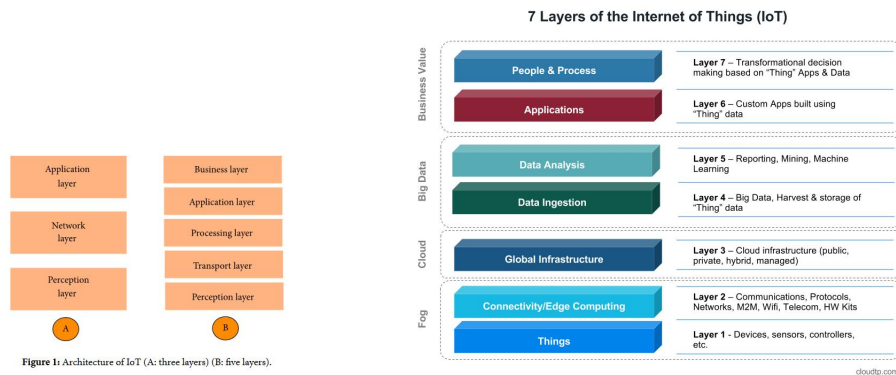 Application
layer
Network
layer
Perception
layer
A
Business layer
Application layer
Processing layer
Transport layer
Perception layer
B
Figure 1: Architecture of IoT (A: three layers) (B: five layers).
7 Layers of the Internet of Things (IoT)
Business Value
People & Process
Layer 7 – Transformational decision
making based on “Thing” Apps & Data
Applications
Layer 6 – Custom Apps built using
“Thing” data
Big Data
Data Analysis
Layer 5 – Reporting, Mining, Machine
Learning
Data Ingestion
Layer 4 – Big Data, Harvest & storage of
“Thing” data
Cloud
Global Infrastructure
Layer 3 – Cloud infrastructure (public,
private, hybrid, managed)
Fog
Connectivity/Edge Computing
Layer 2 – Communications, Protocols,
Networks, M2M, Wifi, Telecom, HW Kits
Things
Layer 1 - Devices, sensors, controllers,
etc.
cloudtp.com